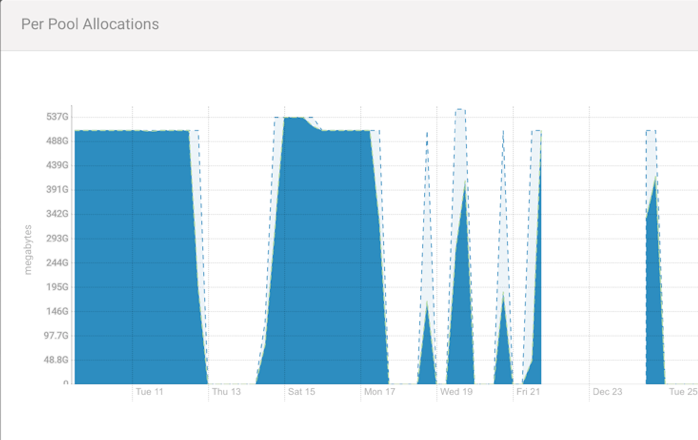 Per Pool Allocations
537G
488G
439G
391G
342G
293G
244G
195G
146G
97.7G
48.8G
0
megabytes
Tue 11
Thu 13
Sat 15
Mon 17
Wed 19
Fri 21
Dec 23
Tue 25